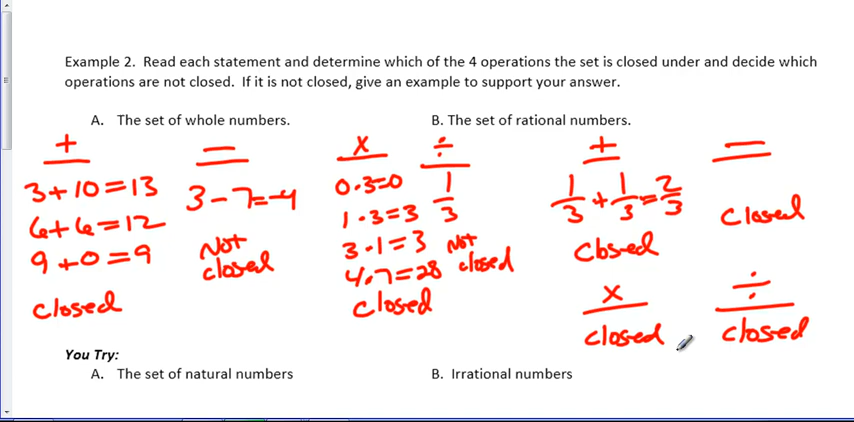 Example 2. Read each statement and determine which of the 4 operations the set is closed under and decide which
operations are not closed. If it is not closed, give an example to support your answer.
A. The set of whole numbers.
+
3+10=13
6+6=12
9+0=9
closed
−
3-7=-4
Not
closed
x
0·3=0
1·3=3
3·1=3
4·7=28
closed
÷
1/3
Not
closed
B. The set of rational numbers.
+
1/3+1/3=2/3
closed
−
closed
x
closed
÷
closed
You Try:
A. The set of natural numbers
B. Irrational numbers